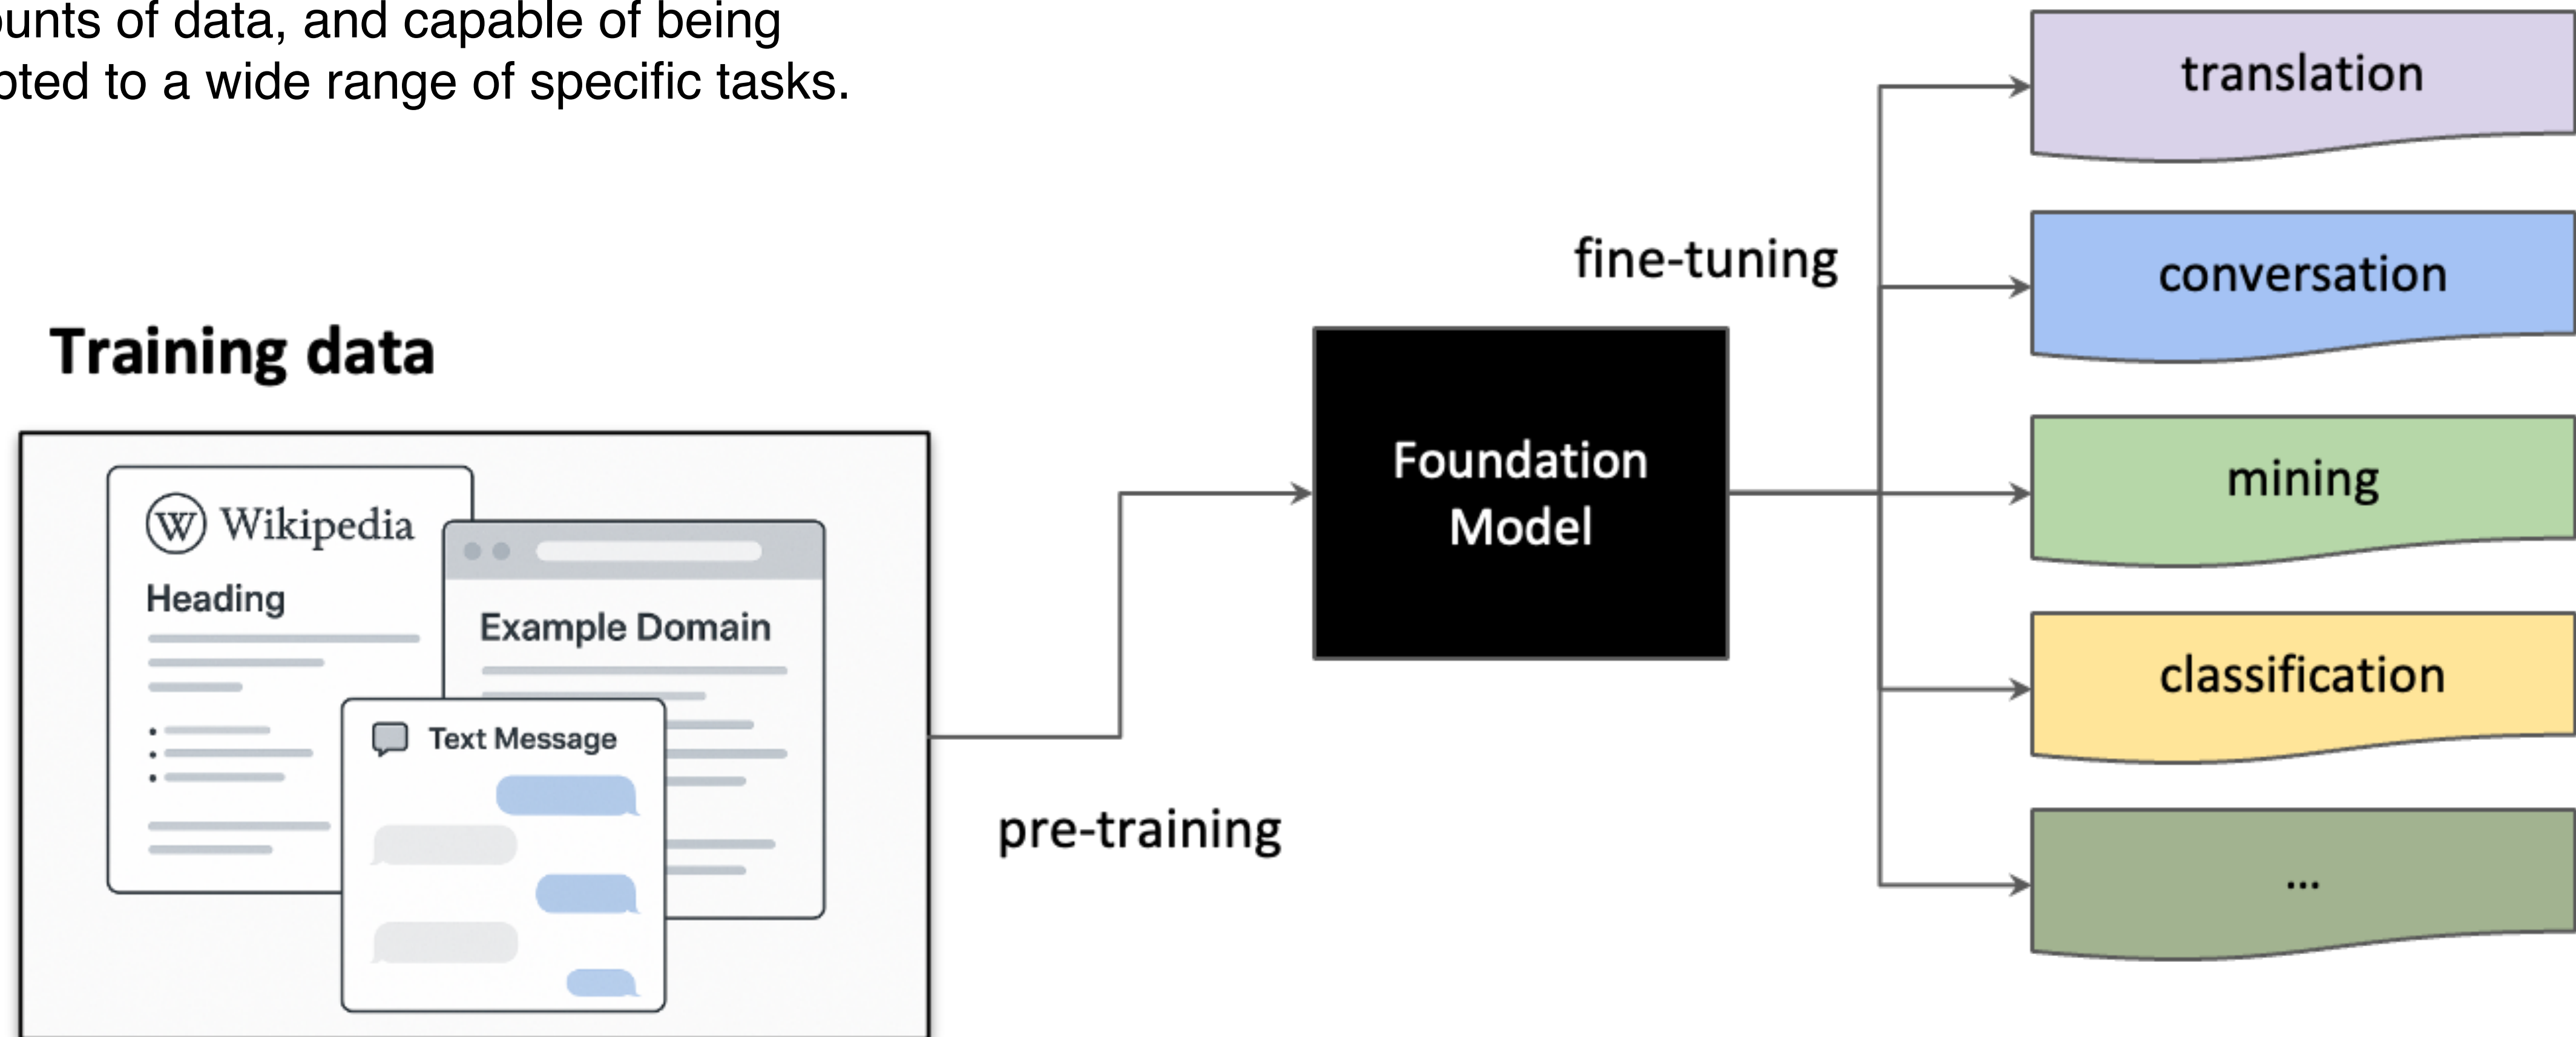 ounts of data, and capable of being
pted to a wide range of specific tasks.
translation
fine-tuning
conversation
Training data
Foundation
Model
mining
Wikipedia
Heading
Example Domain
classification
Text Message
pre-training
...